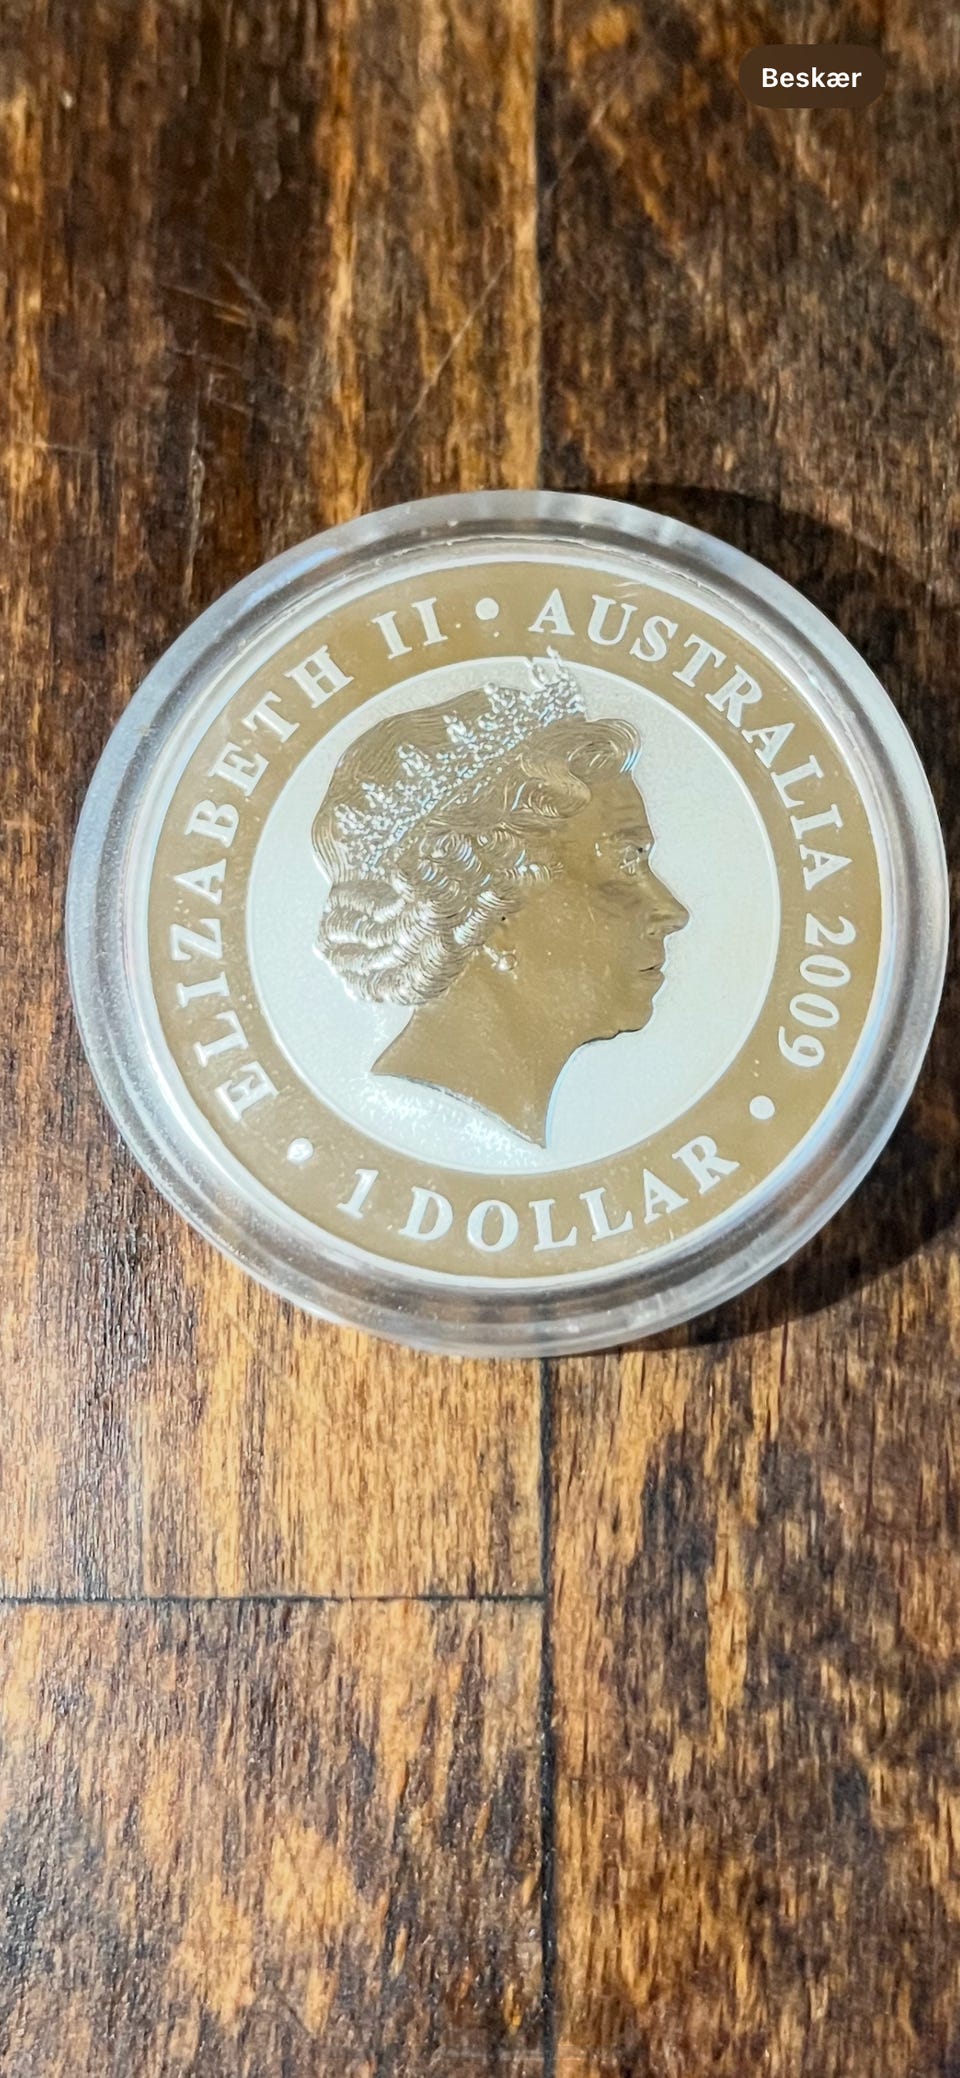 Beskær
ELIZABETH II • AUSTRALIA 2009 •
1 DOLLAR •